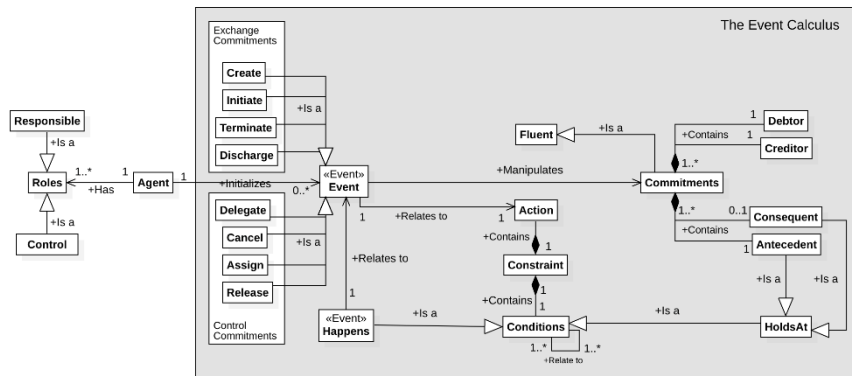 The Event Calculus
Exchange
Commitments
Create
Initiate
+Is a
Terminate
Discharge
Responsible
+Is a
Roles
1..*
+Has
1
Agent
1
+Initializes
0..*
«Event»
Event
+Manipulates
Fluent
+Is a
Commitments
1
Debtor
+Contains
1
Creditor
1..*
+Is a
Control
Delegate
Cancel
+Is a
Assign
Release
Control
Commitments
1
+Relates to
1
Action
+Contains
1
Constraint
1
+Contains
1
+Relates to
1
«Event»
Happens
+Is a
Conditions
1..*
1..*
+Relate to
1..*
0..1
Consequent
+Contains
1
Antecedent
+Is a
+Is a
+Is a
HoldsAt